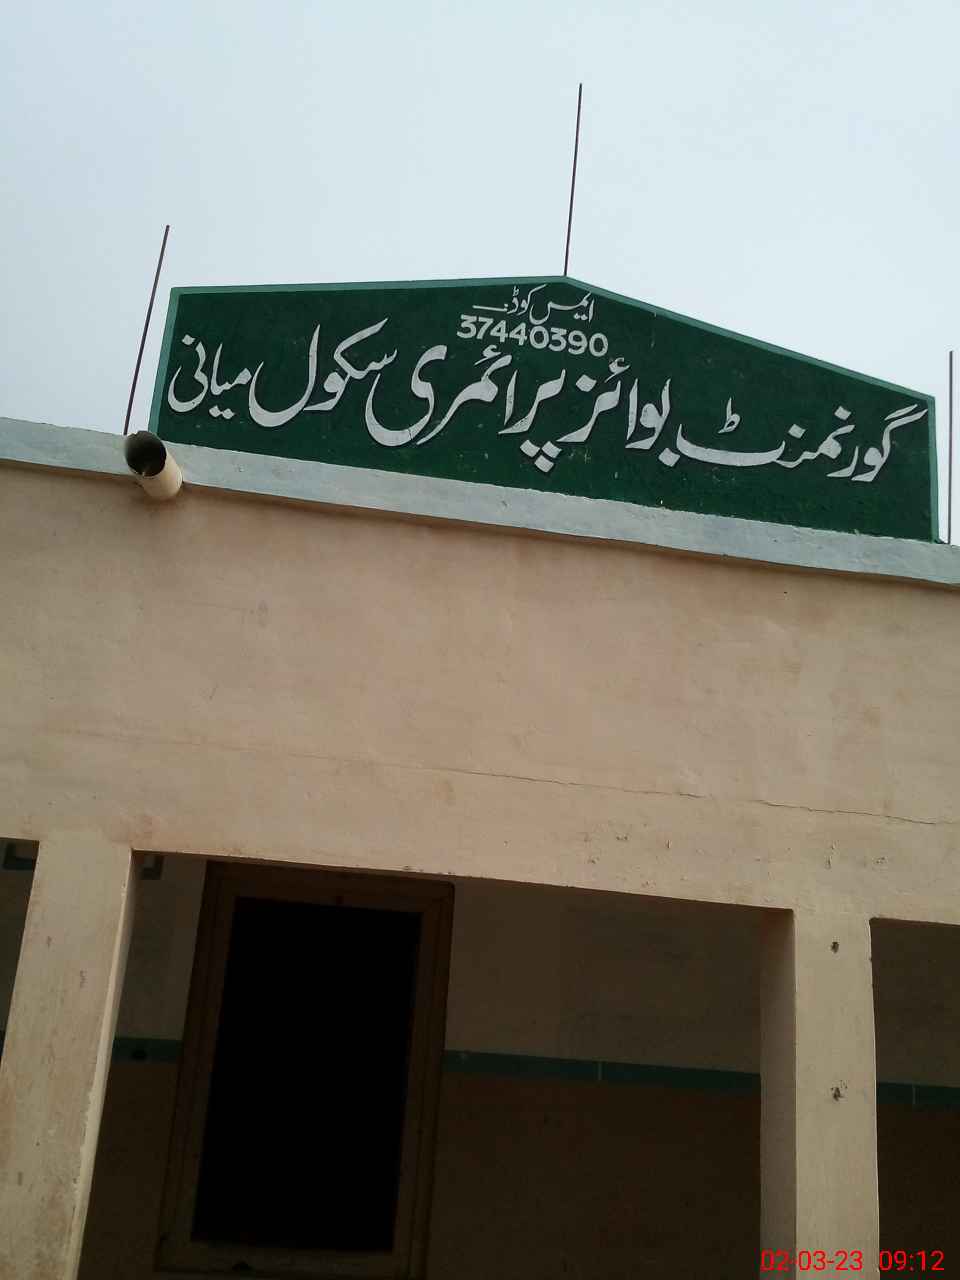 ایمس کوڈ:
37440390
گورنمنٹ بوائز پرائمری سکول میانی
02-03-23 09:12